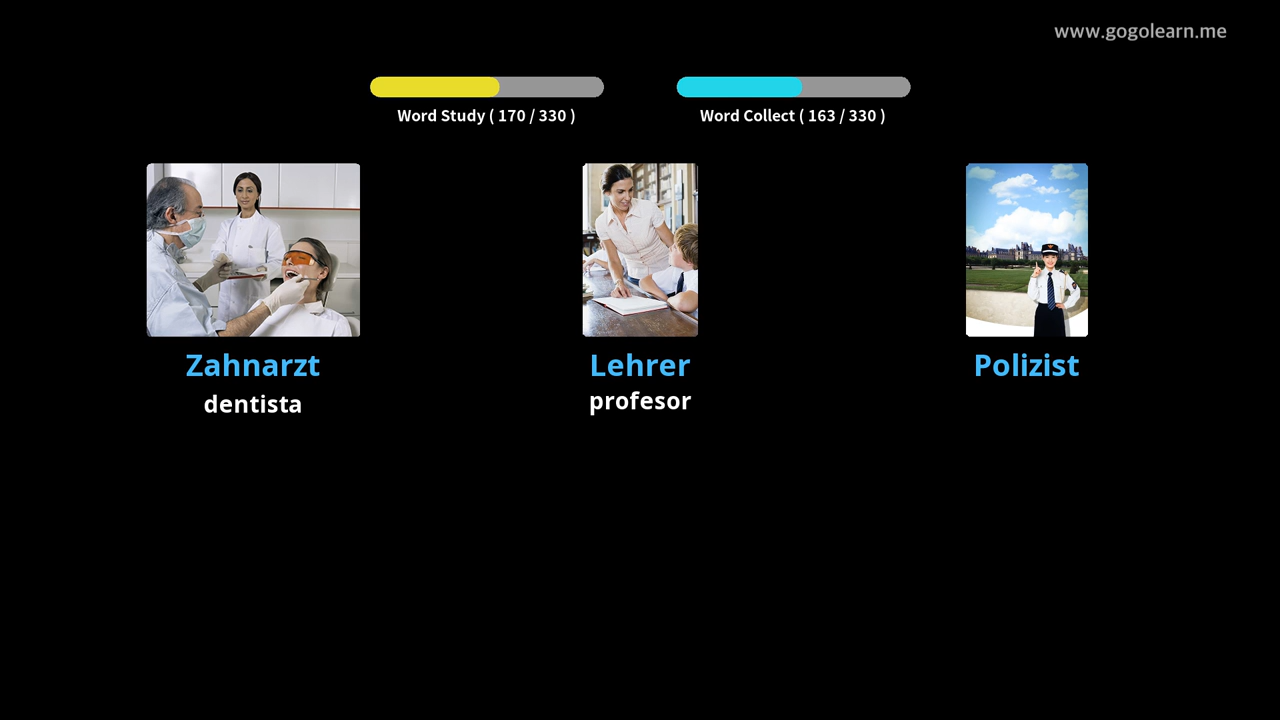 www.gogolearn.me
Word Study ( 170 / 330 )
Word Collect ( 163 / 330 )
Zahnarzt
dentista
Lehrer
profesor
Polizist